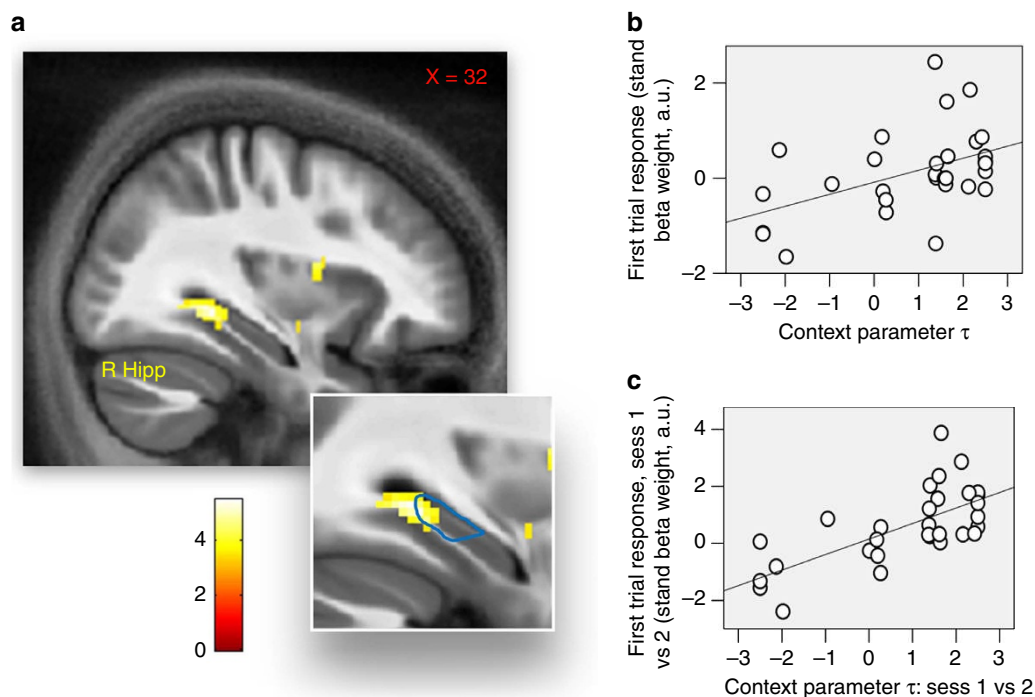 a
X = 32
R Hipp
4
2
0
b
First trial response (stand
beta weight, a.u.)
2
0
−2
−3 −2 −1 0 1 2 3
Context parameter τ
c
First trial response, sess 1
vs 2 (stand beta weight, a.u.)
4
2
0
−2
−3 −2 −1 0 1 2 3
Context parameter τ: sess 1 vs 2